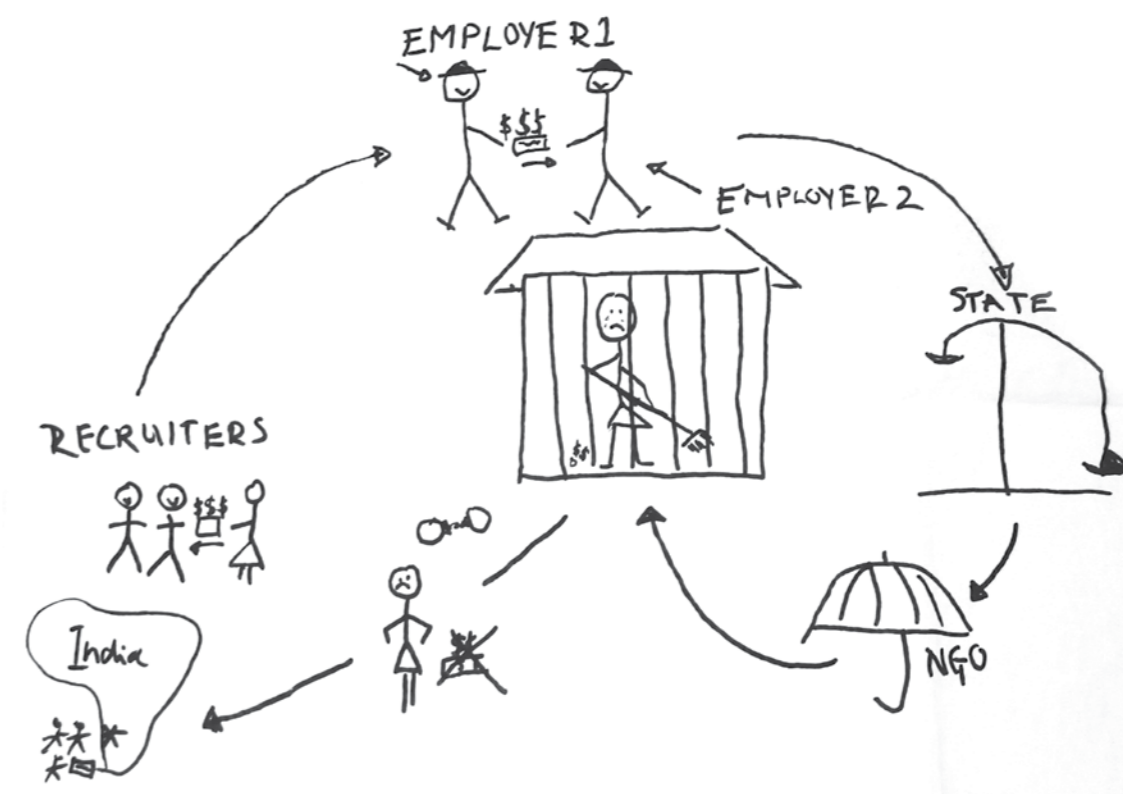 EMPLOYER1
$$$
EMPLOYER2
STATE
RECRUITERS
$$$
$$
$$
India
NGO